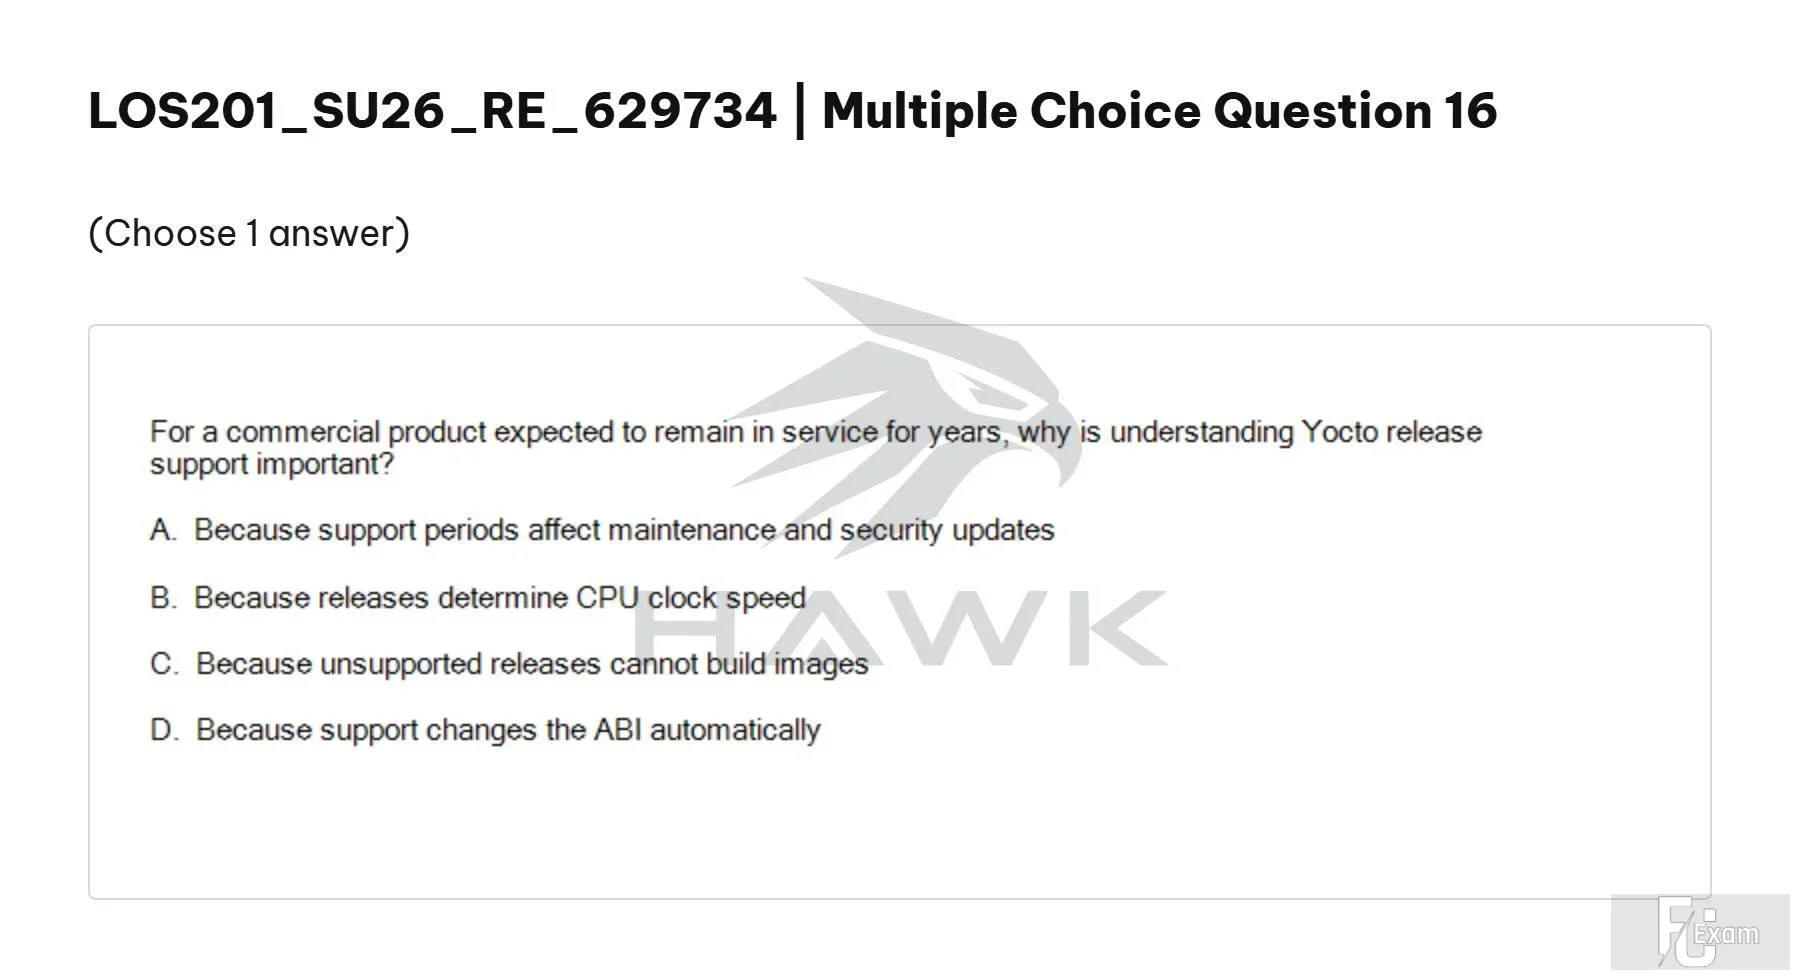 LOS201_SU26_RE_629734 | Multiple Choice Question 16
(Choose 1 answer)
For a commercial product expected to remain in service for years, why is understanding Yocto release
support important?
A. Because support periods affect maintenance and security updates
B. Because releases determine CPU clock speed
C. Because unsupported releases cannot build images
D. Because support changes the ABI automatically
HAWK
FU Exam